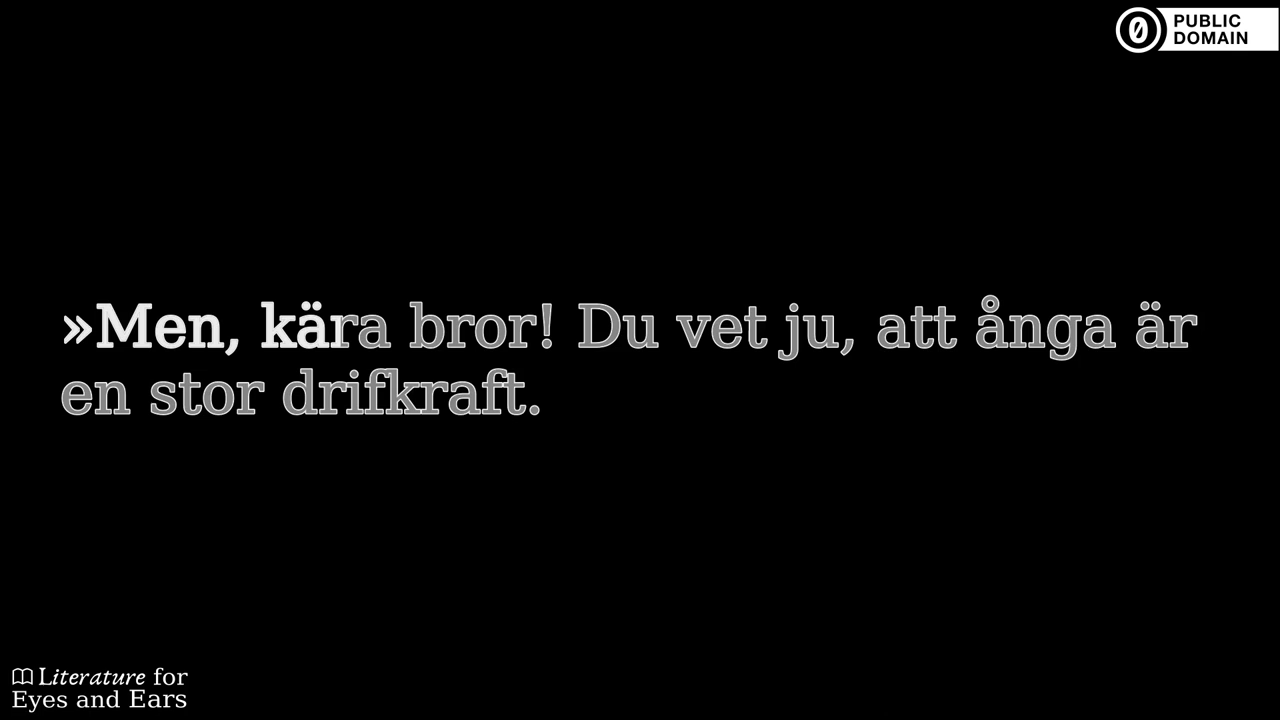 PUBLIC
DOMAIN
»Men, kära bror! Du vet ju, att ånga är
en stor drifkraft.
Literature for
Eyes and Ears